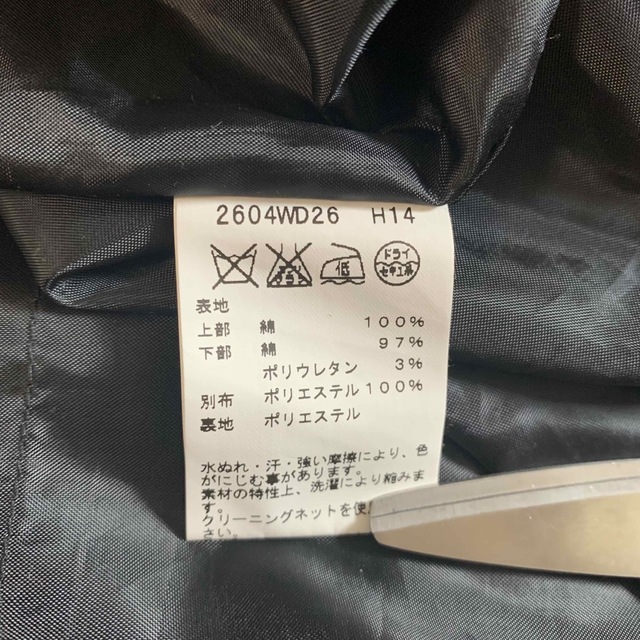 2604WD26 H14
低 ドライ セキユ系
表地
上部 綿 100%
下部 綿 97%
ポリウレタン 3%
別布 ポリエステル100%
裏地 ポリエステル
水ぬれ・汗・強い摩擦により、色
がにじむ事があります。
素材の特性上、洗濯により縮みま
す。
クリーニングネットを使
さい。